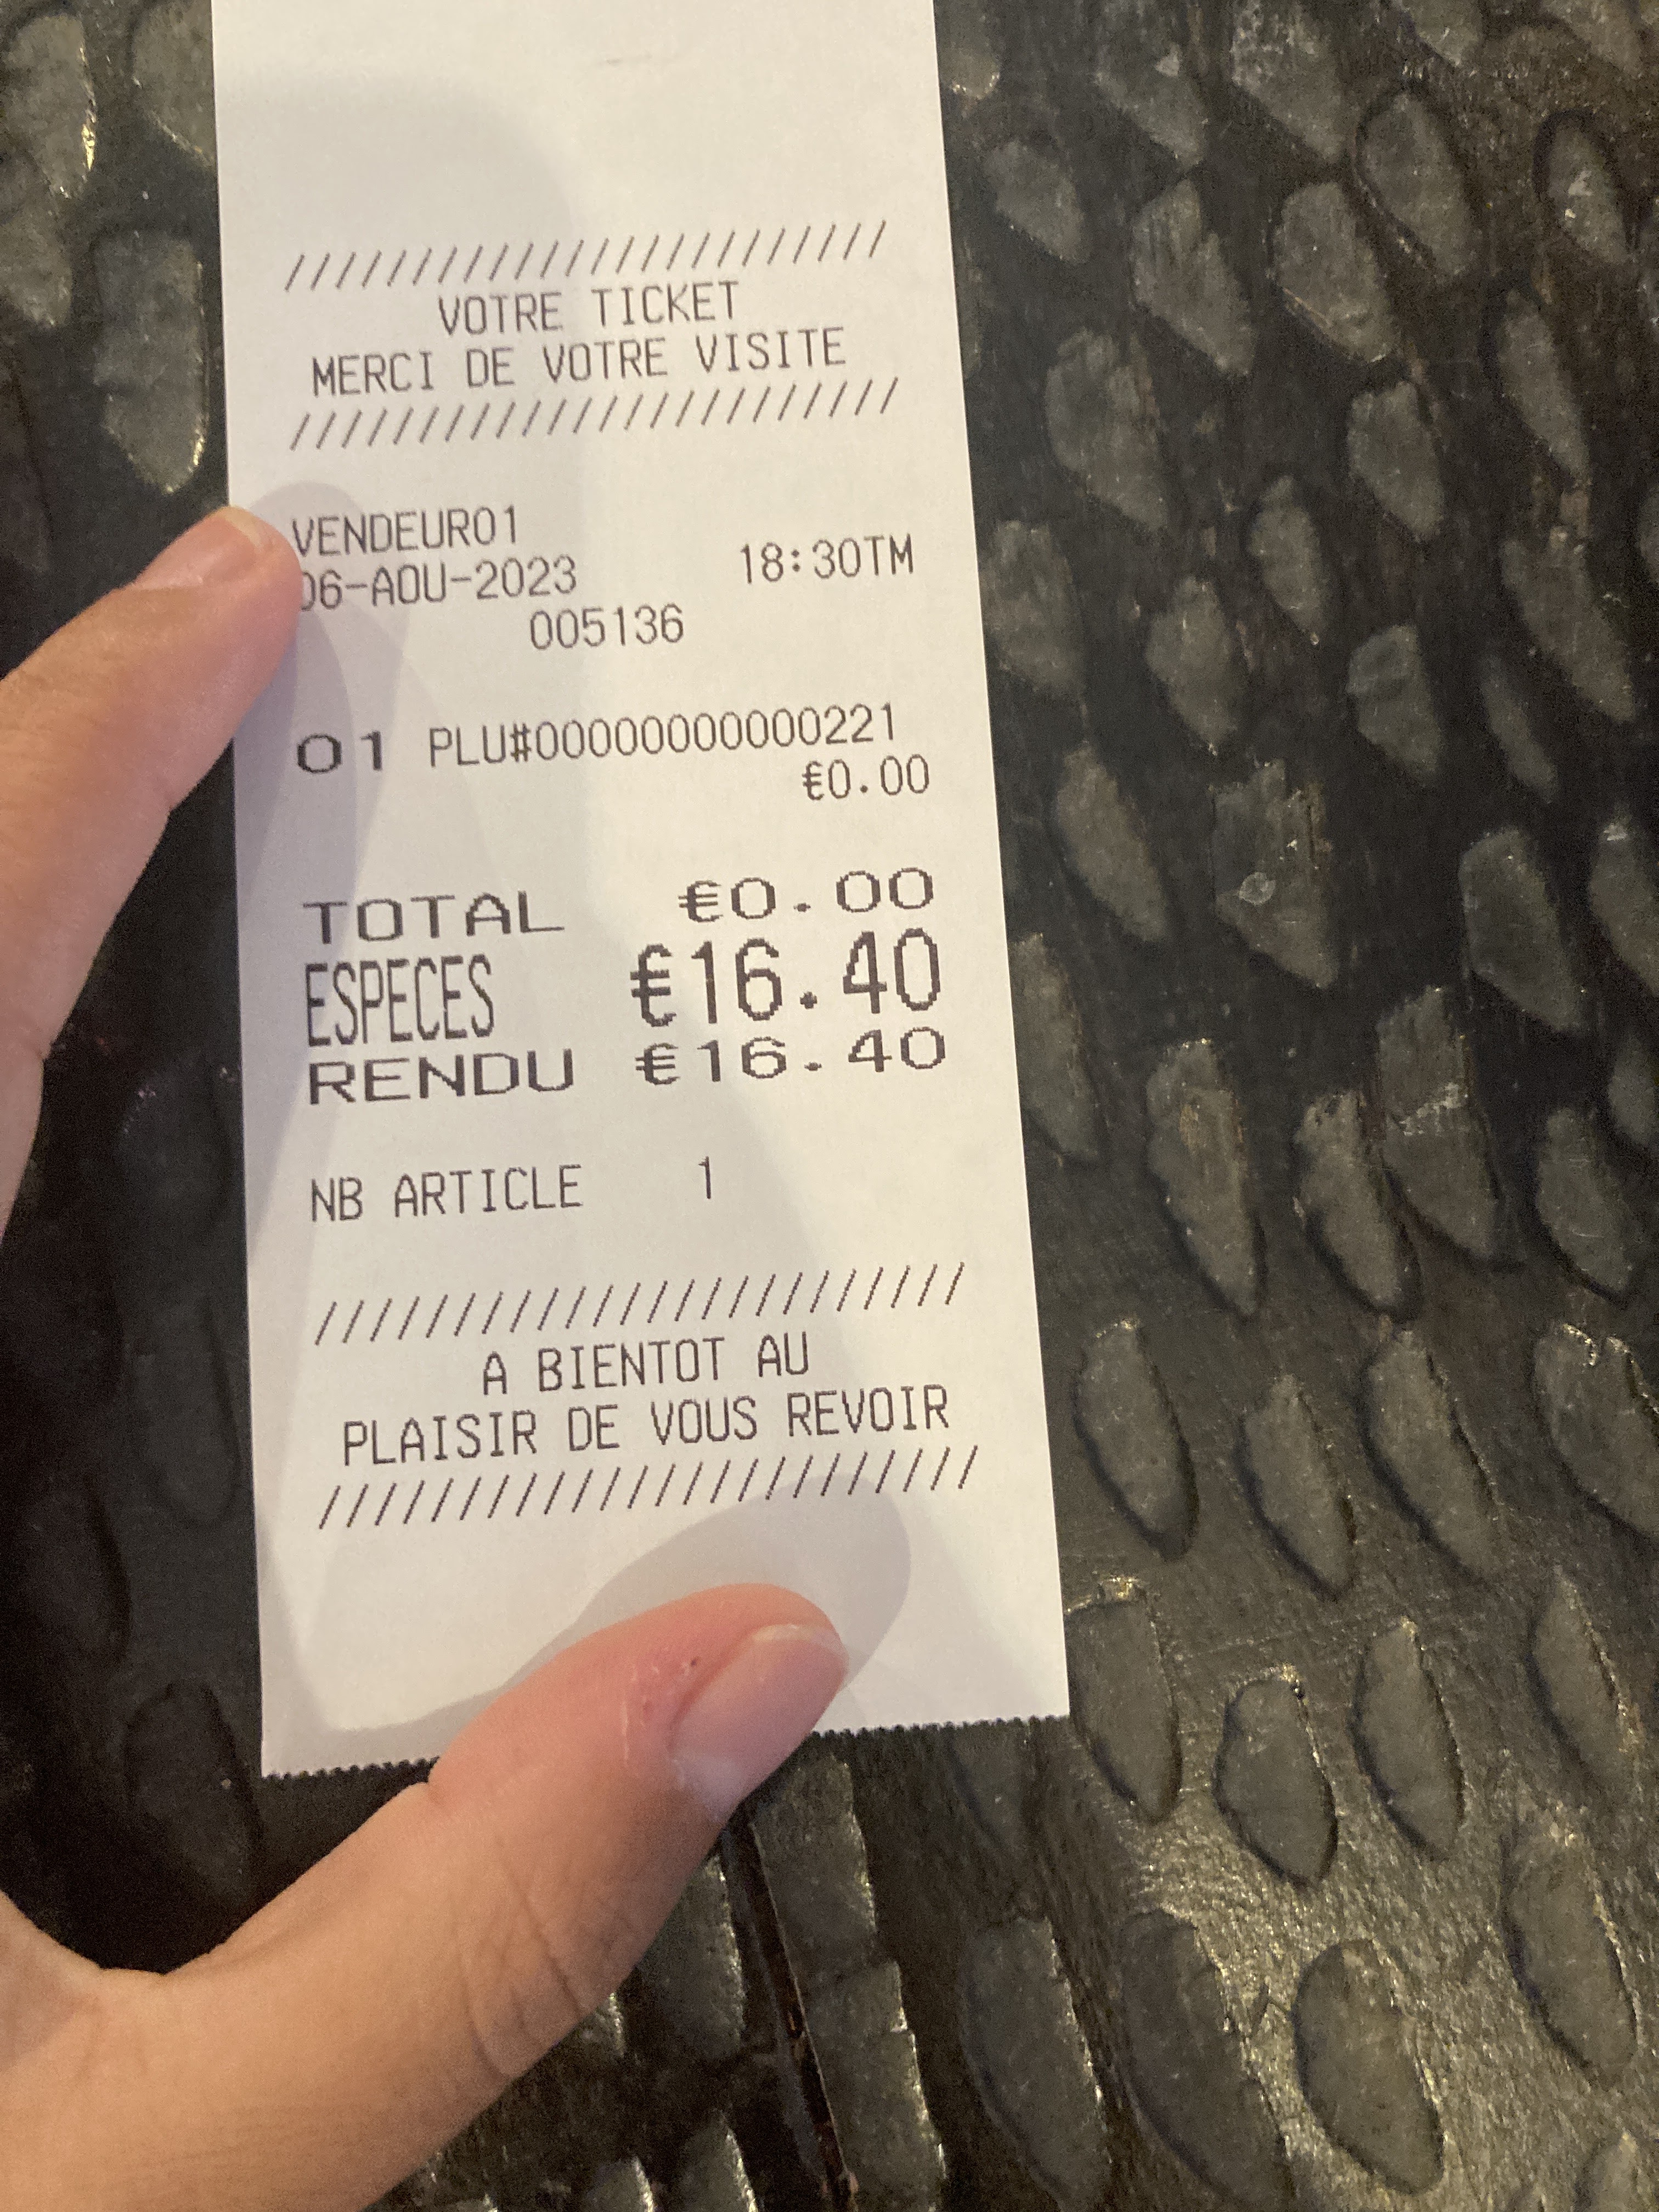 ///////////////////////
VOTRE TICKET
MERCI DE VOTRE VISITE
////////////////////////
VENDEUR01
06-AOU-2023 18:30TM
005136
01 PLU#00000000000221
€0.00
TOTAL €0.00
ESPECES €16.40
RENDU €16.40
NB ARTICLE 1
////////////////////////
A BIENTOT AU
PLAISIR DE VOUS REVOIR
////////////////////////